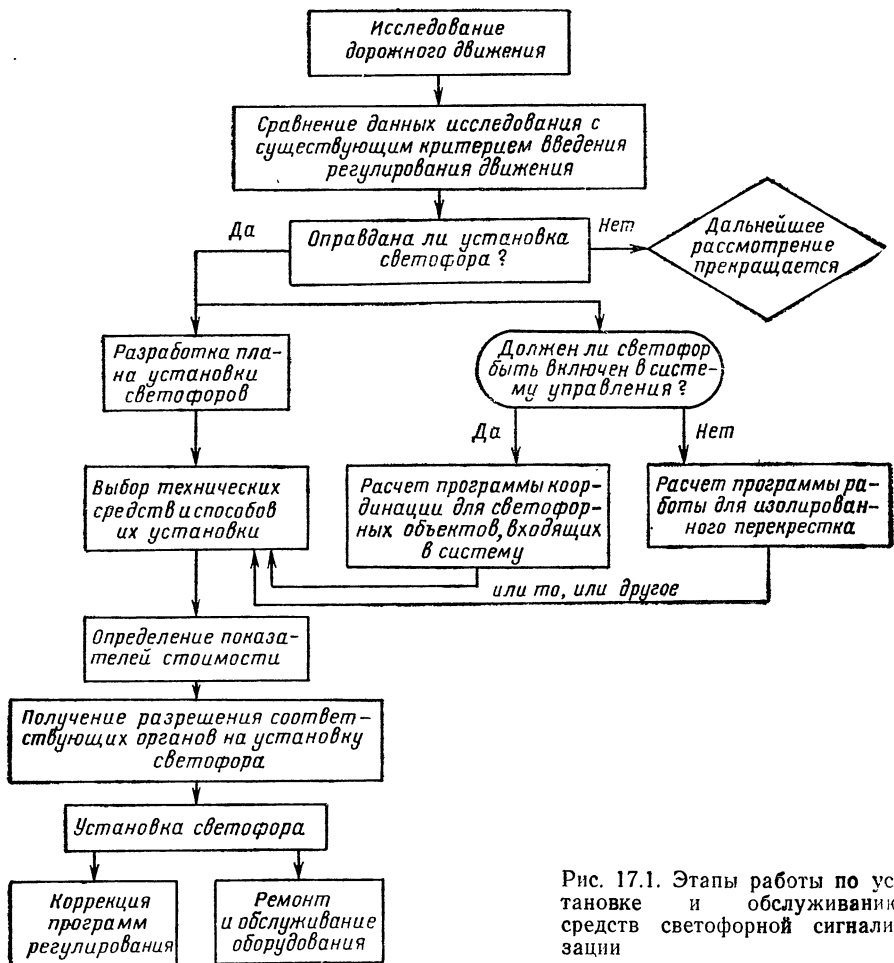 Исследование
дорожного движения
Сравнение данных исследования с
существующим критерием введения
регулирования движения
Да
Оправдана ли установка
светофора?
Нет
Дальнейшее
рассмотрение
прекращается
Разработка пла-
на установки
светофоров
Должен ли светофор
быть включен в систе-
му управления?
Да
Нет
Выбор технических
средств и способов
их установки
Расчет программы коор-
динации для светофор-
ных объектов, входящих
в систему
Расчет программы ра-
боты для изолирован-
ного перекрестка
или то, или другое
Определение показа-
телей стоимости
Получение разрешения соответ-
ствующих органов на установку
светофора
Установка светофора
Коррекция
программ
регулирования
Ремонт
и обслуживание
оборудования
Рис. 17.1. Этапы работы по ус
тановке и обслуживанию
средств светофорной сигнали
зации